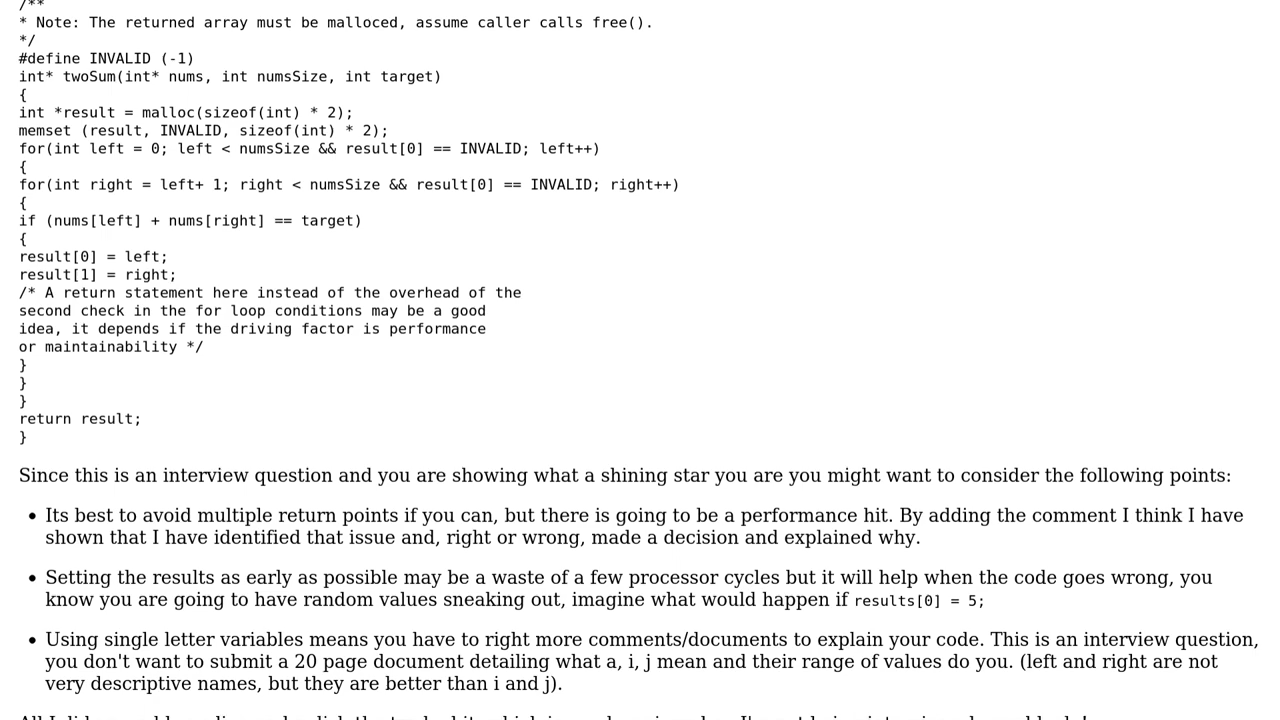 /**
* Note: The returned array must be malloced, assume caller calls free().
*/
#define INVALID (-1)
int* twoSum(int* nums, int numsSize, int target)
{
int *result = malloc(sizeof(int) * 2);
memset (result, INVALID, sizeof(int) * 2);
for(int left = 0; left < numsSize && result[0] == INVALID; left++)
{
for(int right = left+ 1; right < numsSize && result[0] == INVALID; right++)
{
if (nums[left] + nums[right] == target)
{
result[0] = left;
result[1] = right;
/* A return statement here instead of the overhead of the
second check in the for loop conditions may be a good
idea, it depends if the driving factor is performance
or maintainability */
}
}
}
return result;
}
Since this is an interview question and you are showing what a shining star you are you might want to consider the following points:
• Its best to avoid multiple return points if you can, but there is going to be a performance hit. By adding the comment I think I have
shown that I have identified that issue and, right or wrong, made a decision and explained why.
• Setting the results as early as possible may be a waste of a few processor cycles but it will help when the code goes wrong, you
know you are going to have random values sneaking out, imagine what would happen if results[0] = 5;
• Using single letter variables means you have to right more comments/documents to explain your code. This is an interview question,
you don't want to submit a 20 page document detailing what a, i, j mean and their range of values do you. (left and right are not
very descriptive names, but they are better than i and j).